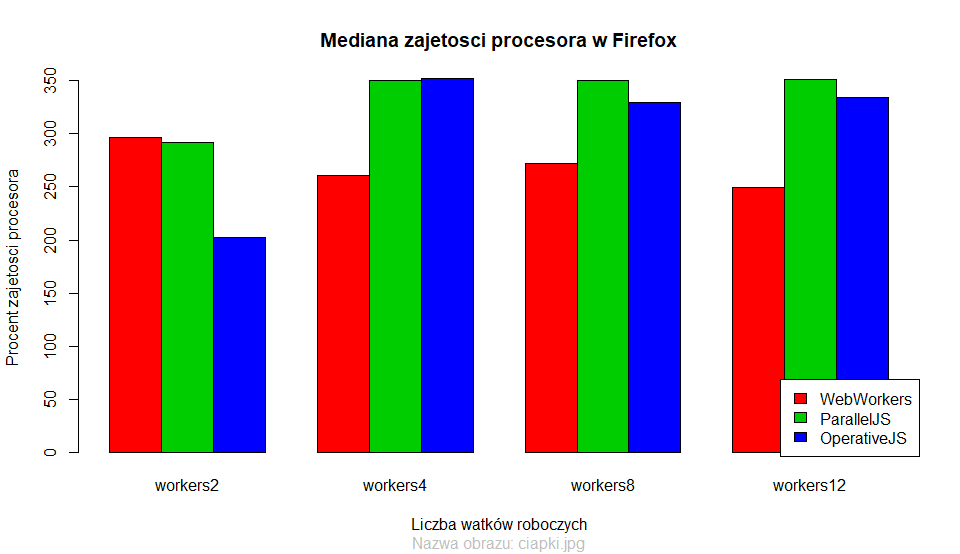 Mediana zajetosci procesora w Firefox
Procent zajetosci procesora
350
300
250
200
150
100
50
0
WebWorkers
ParallelJS
OperativeJS
workers2
workers4
workers8
workers12
Liczba watków roboczych
Nazwa obrazu: ciapki.jpg